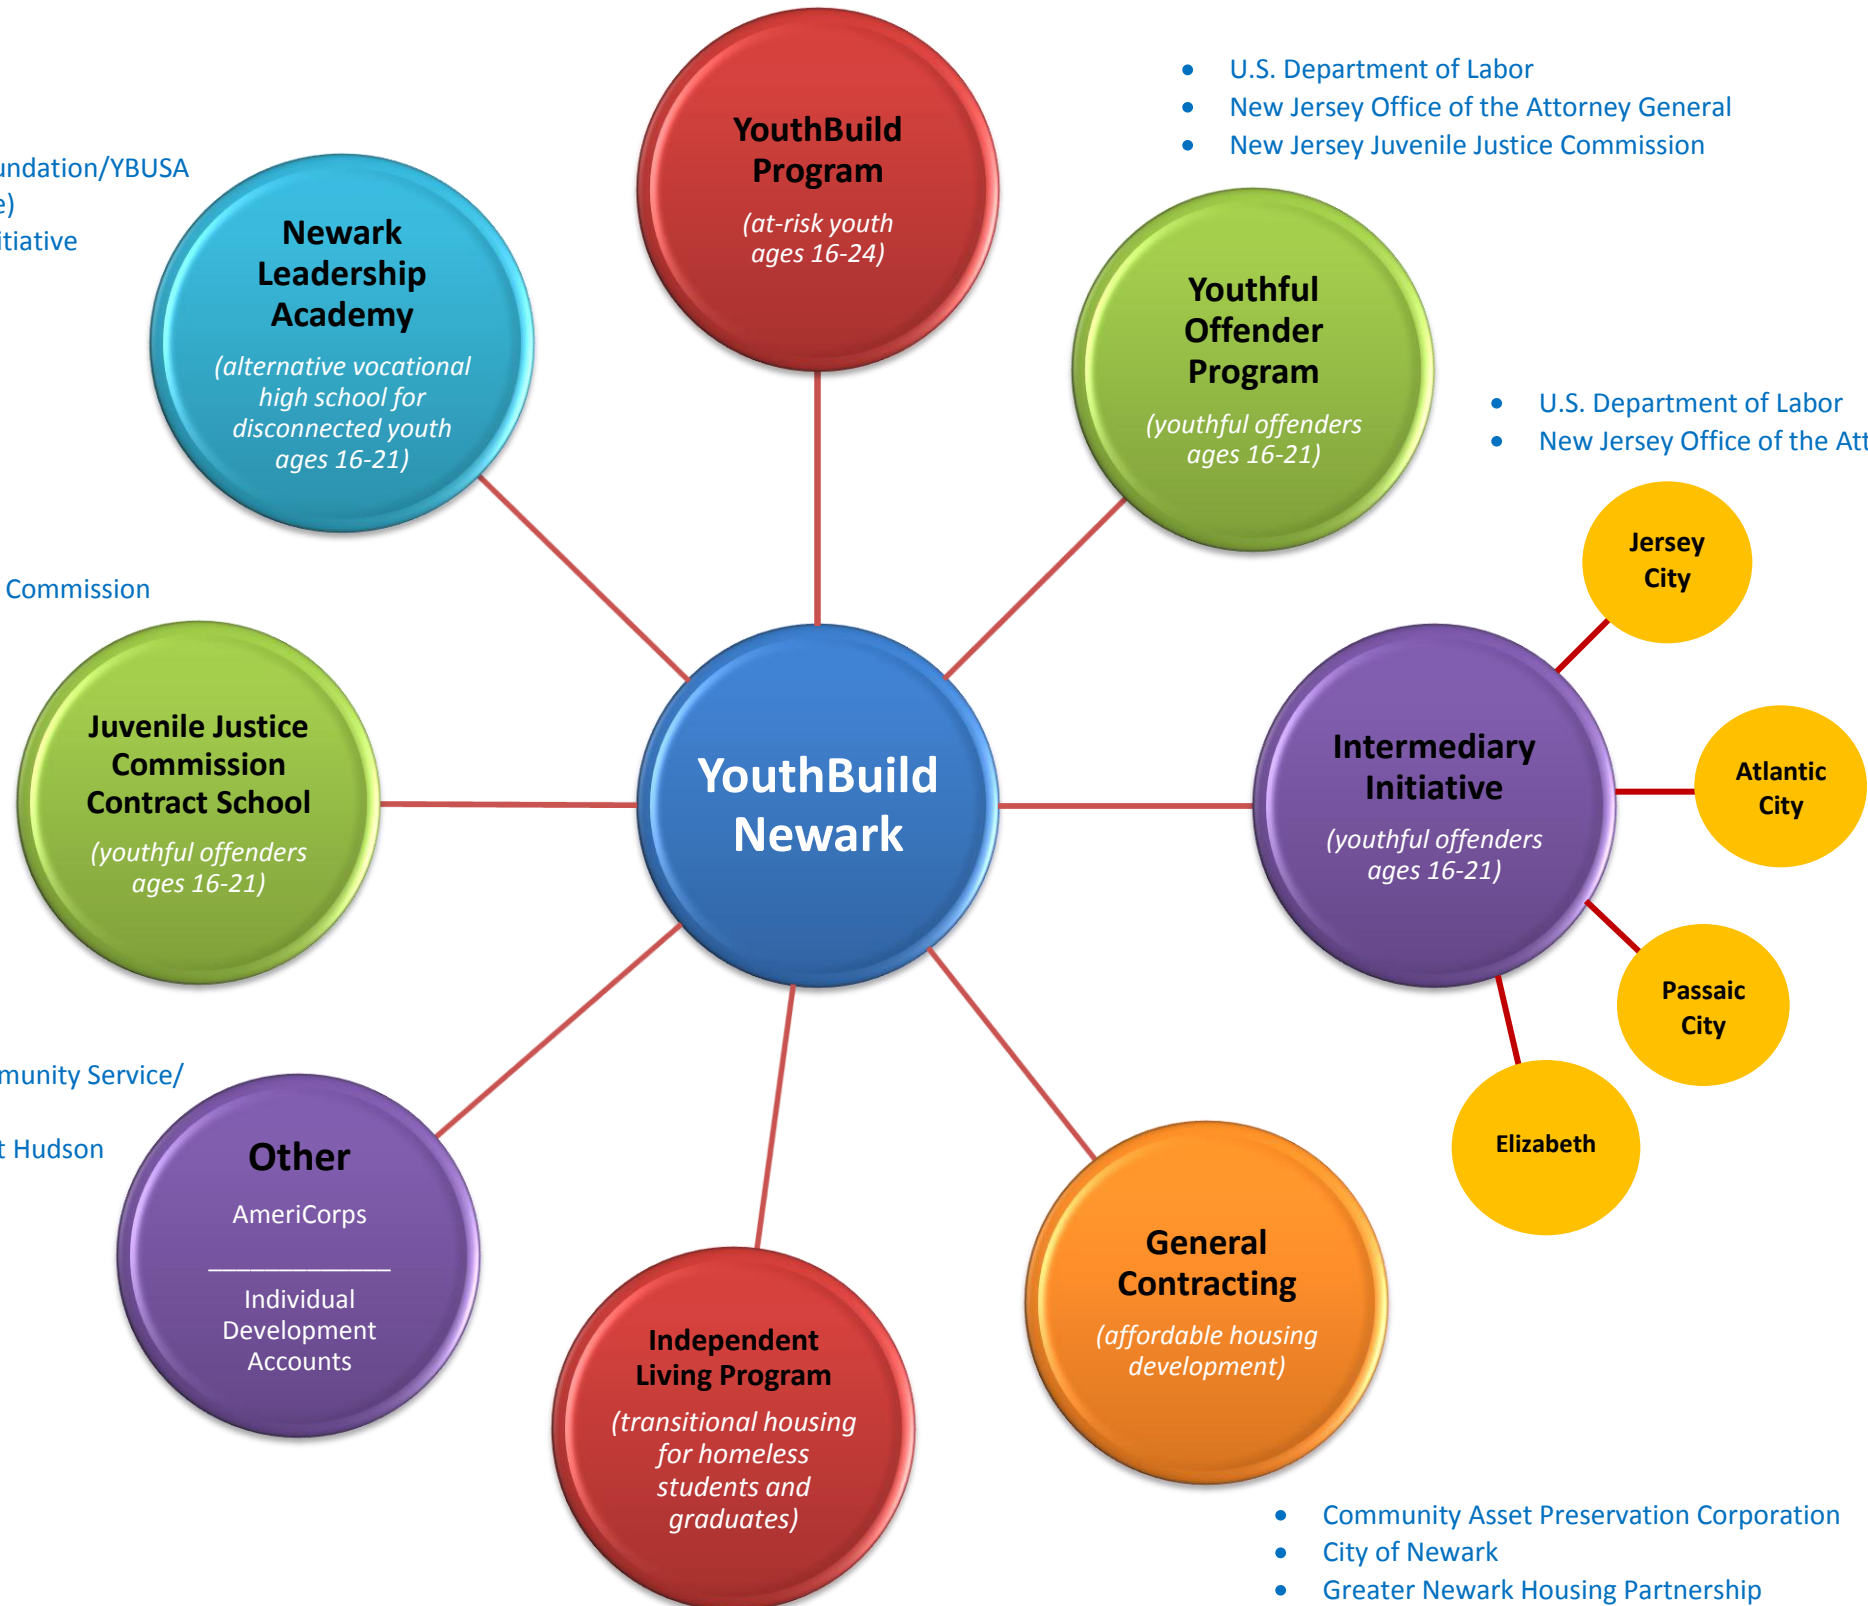 YouthBuild
Program
(at-risk youth
ages 16-24)
• U.S. Department of Labor
• New Jersey Office of the Attorney General
• New Jersey Juvenile Justice Commission
/YBUSA
Newark
Leadership
Academy
(alternative vocational
high school for
disconnected youth
ages 16-21)
Youthful
Offender
Program
(youthful offenders
ages 16-21)
• U.S. Department of Labor
• New Jersey Office of the
Jersey
City
Commission
Juvenile Justice
Commission
Contract School
(youthful offenders
ages 16-21)
YouthBuild
Newark
Intermediary
Initiative
(youthful offenders
ages 16-21)
Atlantic
City
Passaic
City
Elizabeth
Service/
Hudson
Other
AmeriCorps
Individual
Development
Accounts
Independent
Living Program
(transitional housing
for homeless
students and
graduates)
General
Contracting
(affordable housing
development)
• Community Asset Preservation Corporation
• City of Newark
• Greater Newark Housing Partnership